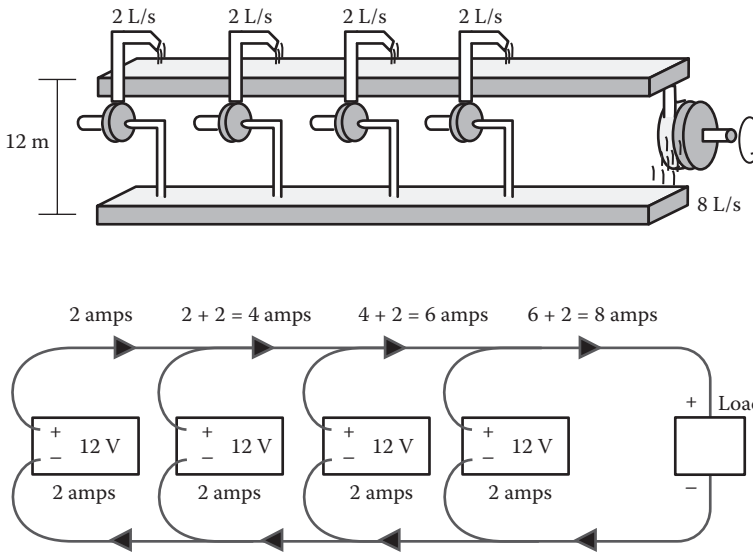 2 L/s 2 L/s 2 L/s 2 L/s
12 m
8 L/s
2 amps 2 + 2 = 4 amps 4 + 2 = 6 amps 6 + 2 = 8 amps
+ Load
+ 12 V + 12 V + 12 V + 12 V
– – – –
2 amps 2 amps 2 amps 2 amps
–